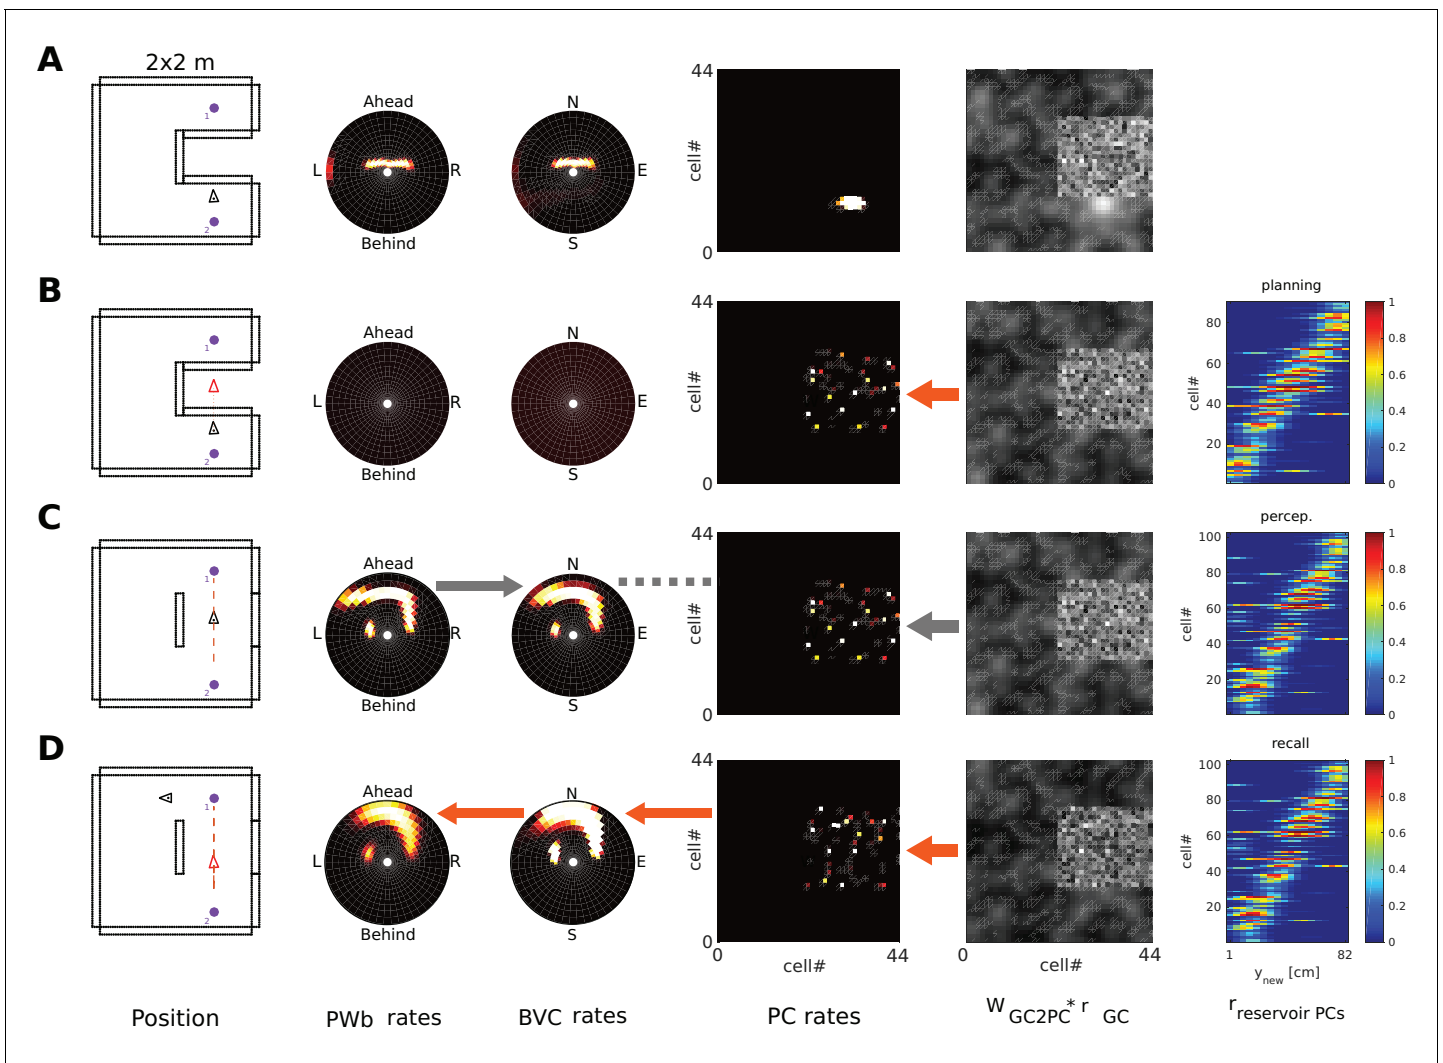 A
2x2 m
1
2
Ahead
L
R
Behind
N
E
S
44
cell#
0
B
1
2
Ahead
L
R
Behind
N
E
S
44
cell#
0
planning
cell#
80
60
40
20
1
0.8
0.6
0.4
0.2
0
C
1
2
Ahead
L
R
Behind
N
E
S
44
cell#
0
percep.
cell#
100
80
60
40
20
1
0.8
0.6
0.4
0.2
0
D
1
2
Ahead
L
R
Behind
N
E
S
44
cell#
0
0
44
cell#
0
44
cell#
recall
cell#
100
80
60
40
20
1
82
y_new [cm]
1
0.8
0.6
0.4
0.2
0
Position
PWb rates
BVC rates
PC rates
W GC2PC * r GC
r reservoir PCs